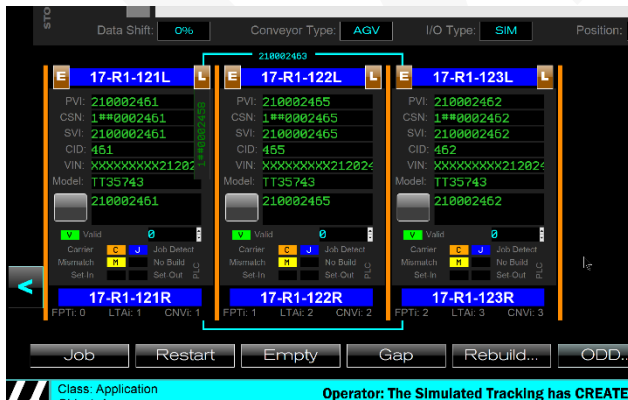 STO
Data Shift: 0% Conveyor Type: AGV I/O Type: SIM Position:
210002463
E 17-R1-121L L E 17-R1-122L L E 17-R1-123L L
PVI: 210002461 PVI: 210002465 PVI: 210002462
CSN: 1##0002461 CSN: 1##0002465 CSN: 1##0002462
SVI: 210002461 SVI: 210002465 SVI: 210002462
CID: 461 CID: 465 CID: 462
VIN: XXXXXXXXX21202 VIN: XXXXXXXXX212024 VIN: XXXXXXXXX212024
Model: TT35743 Model: TT35743 Model: TT35743
1##0002459
210002461 210002465 210002462
V Valid 0 V Valid 0 V Valid 0
Carrier C J Job Detect Carrier C J Job Detect Carrier C J Job Detect
Mismatch M No Build Mismatch M No Build Mismatch M No Build
Set In Set Out Set In Set Out Set In Set Out
PLC PLC PLC
<
17-R1-121R 17-R1-122R 17-R1-123R
FPTi: 0 LTAi: 1 CNVi: 1 FPTi: 1 LTAi: 2 CNVi: 2 FPTi: 2 LTAi: 3 CNVi: 3
Job Restart Empty Gap Rebuild... ODD..
Class: Application Operator: The Simulated Tracking has CREATE